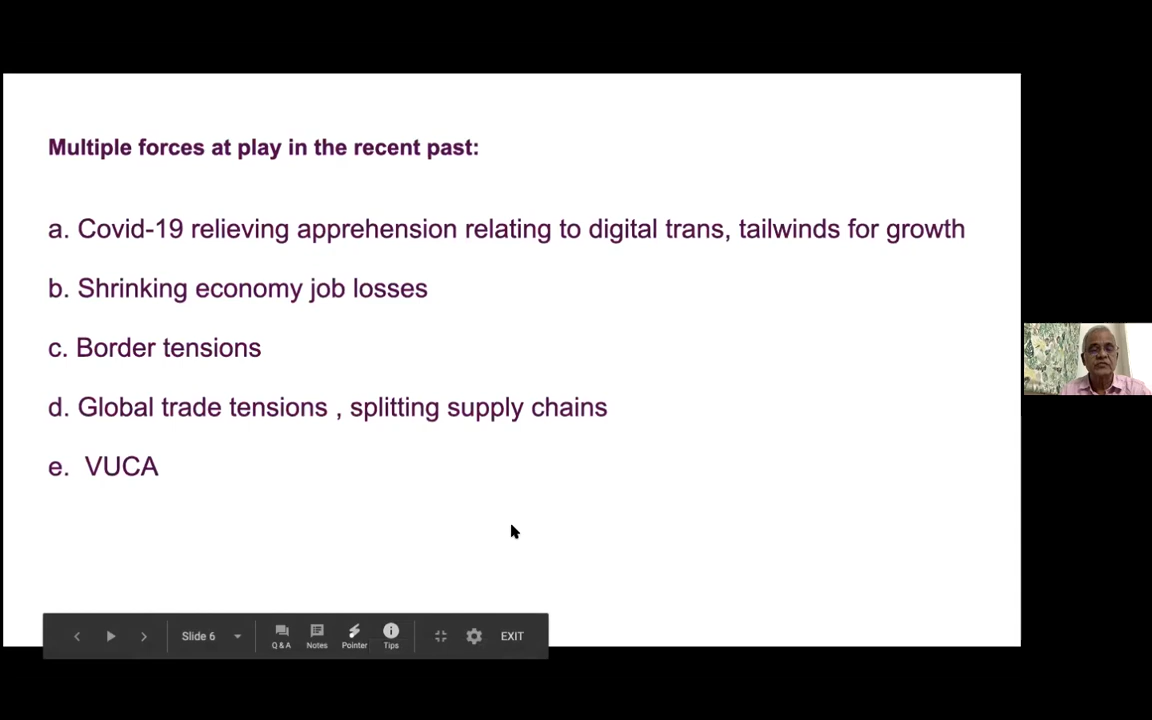 Multiple forces at play in the recent past:
a. Covid-19 relieving apprehension relating to digital trans, tailwinds for growth
b. Shrinking economy job losses
c. Border tensions
d. Global trade tensions , splitting supply chains
e. VUCA
Slide 6
Q & A
Notes
Pointer
Tips
EXIT